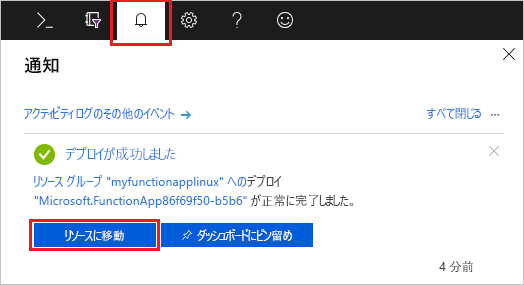 通知
アクティビティログのその他のイベント →
すべて閉じる ...
デプロイが成功しました
リソース グループ "myfunctionapplinux" へのデプロイ
"Microsoft.FunctionApp86f69f50-b5b6" が正常に完了しました。
リソースに移動
ダッシュボードにピン留め
4 分前